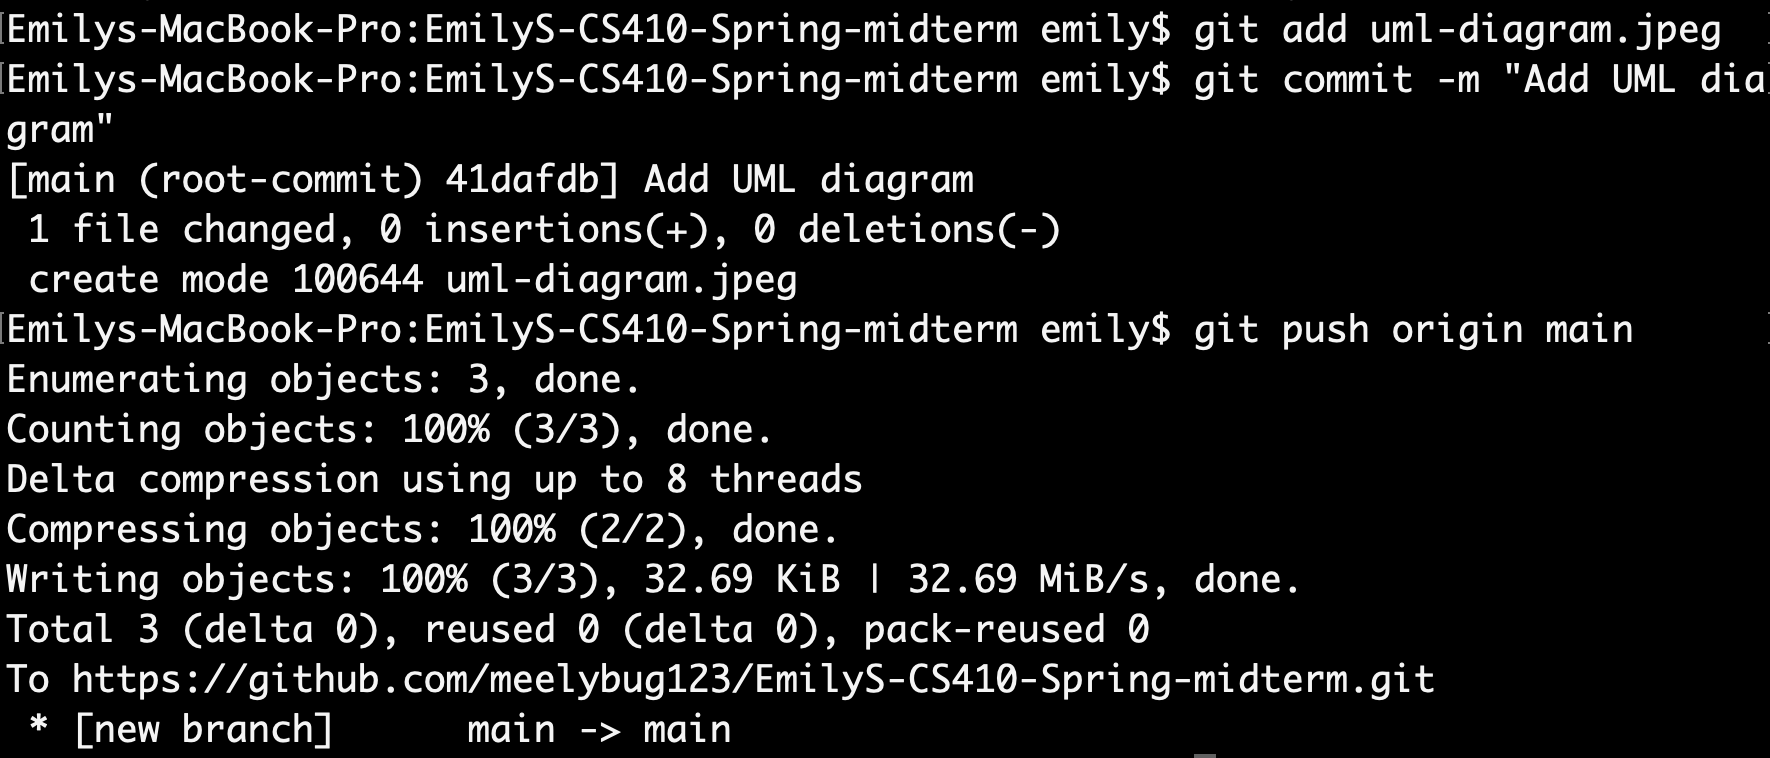 Emilys-MacBook-Pro:EmilyS-CS410-Spring-midterm emily$ git add uml-diagram.jpeg
Emilys-MacBook-Pro:EmilyS-CS410-Spring-midterm emily$ git commit -m "Add UML dia
gram"
[main (root-commit) 41dafdb] Add UML diagram
 1 file changed, 0 insertions(+), 0 deletions(-)
 create mode 100644 uml-diagram.jpeg
Emilys-MacBook-Pro:EmilyS-CS410-Spring-midterm emily$ git push origin main
Enumerating objects: 3, done.
Counting objects: 100% (3/3), done.
Delta compression using up to 8 threads
Compressing objects: 100% (2/2), done.
Writing objects: 100% (3/3), 32.69 KiB | 32.69 MiB/s, done.
Total 3 (delta 0), reused 0 (delta 0), pack-reused 0
To https://github.com/meelybug123/EmilyS-CS410-Spring-midterm.git
 * [new branch]      main -> main